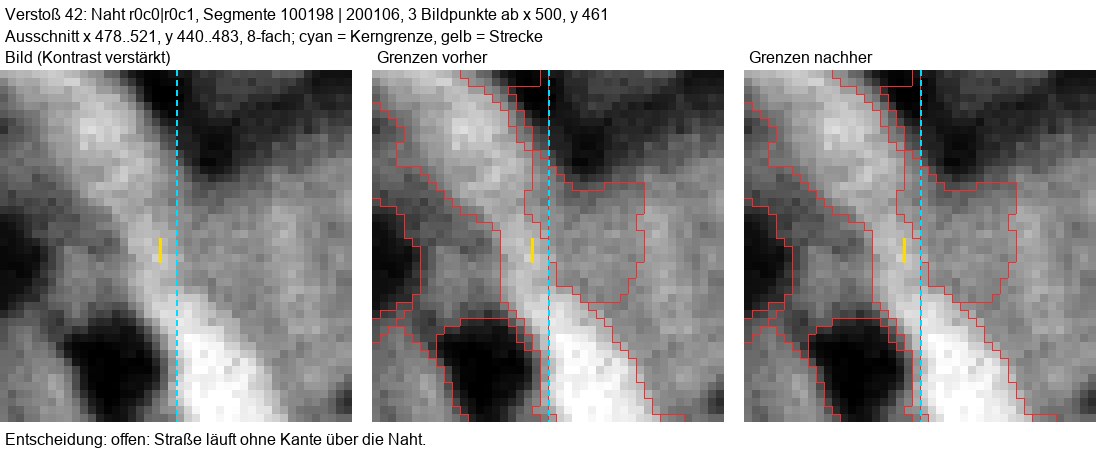 Verstoß 42: Naht r0c0|r0c1, Segmente 100198 | 200106, 3 Bildpunkte ab x 500, y 461
Ausschnitt x 478..521, y 440..483, 8-fach; cyan = Kerngrenze, gelb = Strecke
Bild (Kontrast verstärkt) Grenzen vorher Grenzen nachher
Entscheidung: offen: Straße läuft ohne Kante über die Naht.